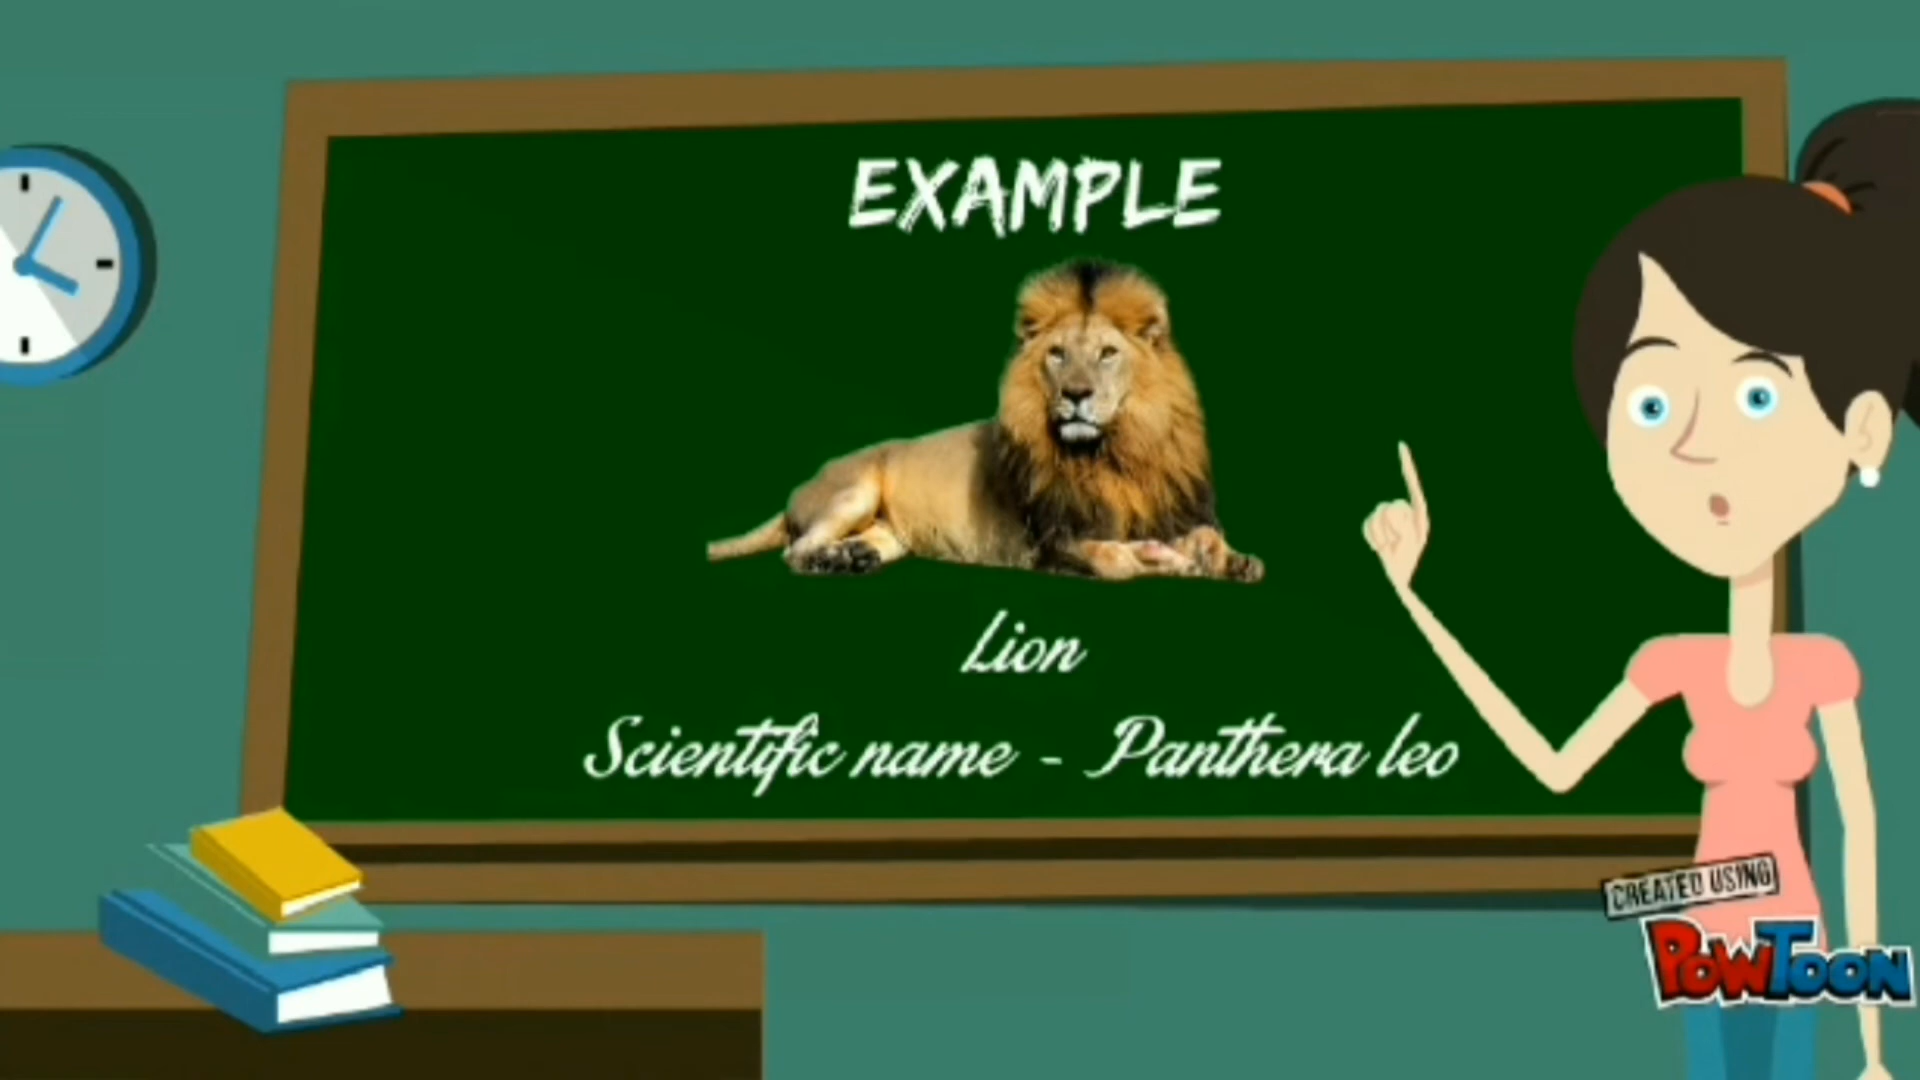 EXAMPLE
Lion
Scientific name - Panthera leo
CREATED USING
POWTOON